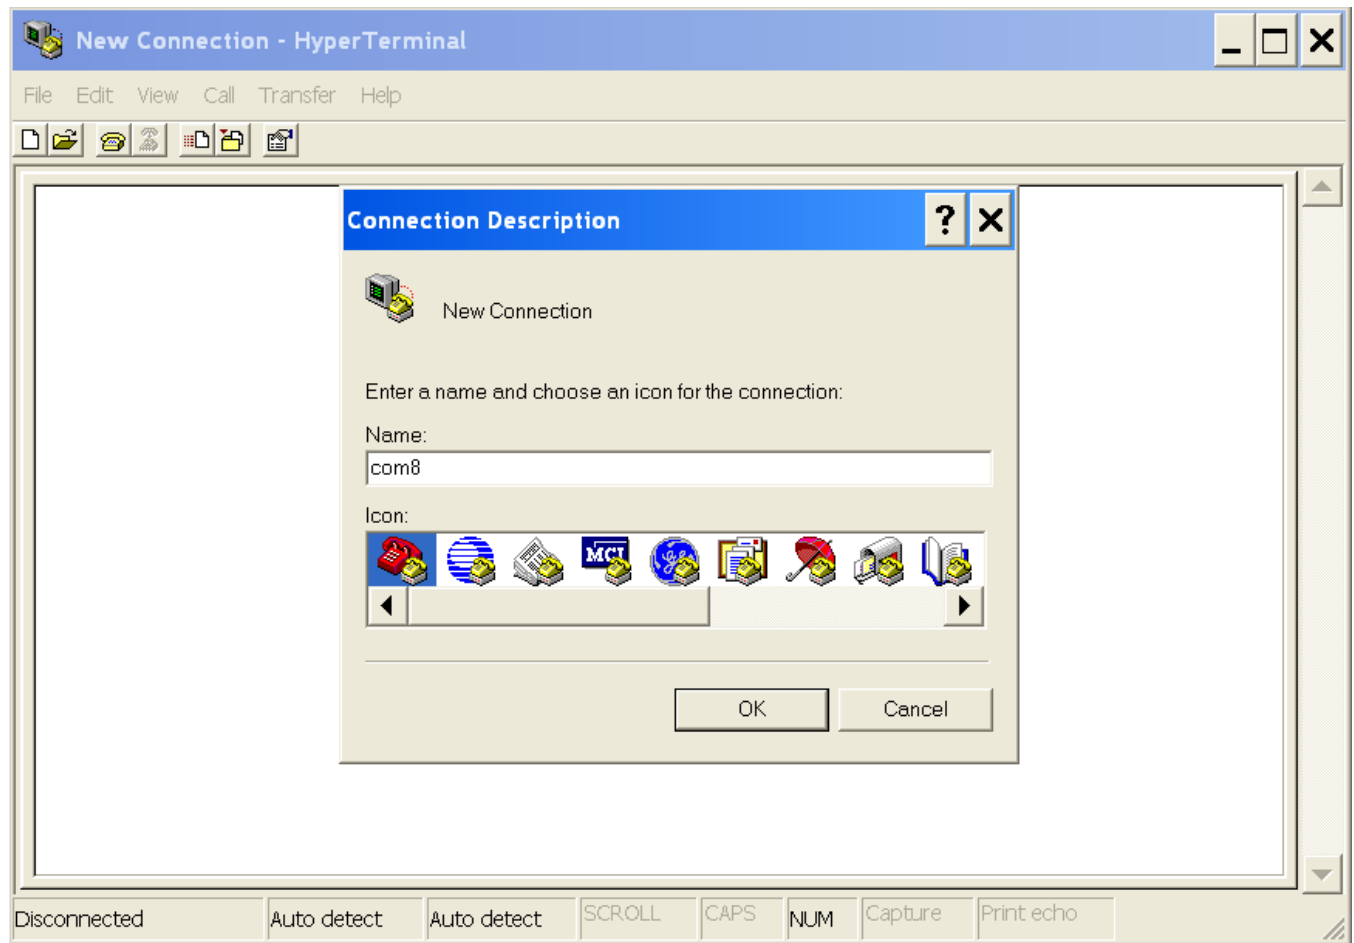 New Connection - HyperTerminal
File Edit View Call Transfer Help
Connection Description
?
New Connection
Enter a name and choose an icon for the connection:
Name:
com8
Icon:
MCI
OK Cancel
Disconnected Auto detect Auto detect SCROLL CAPS NUM Capture Print echo